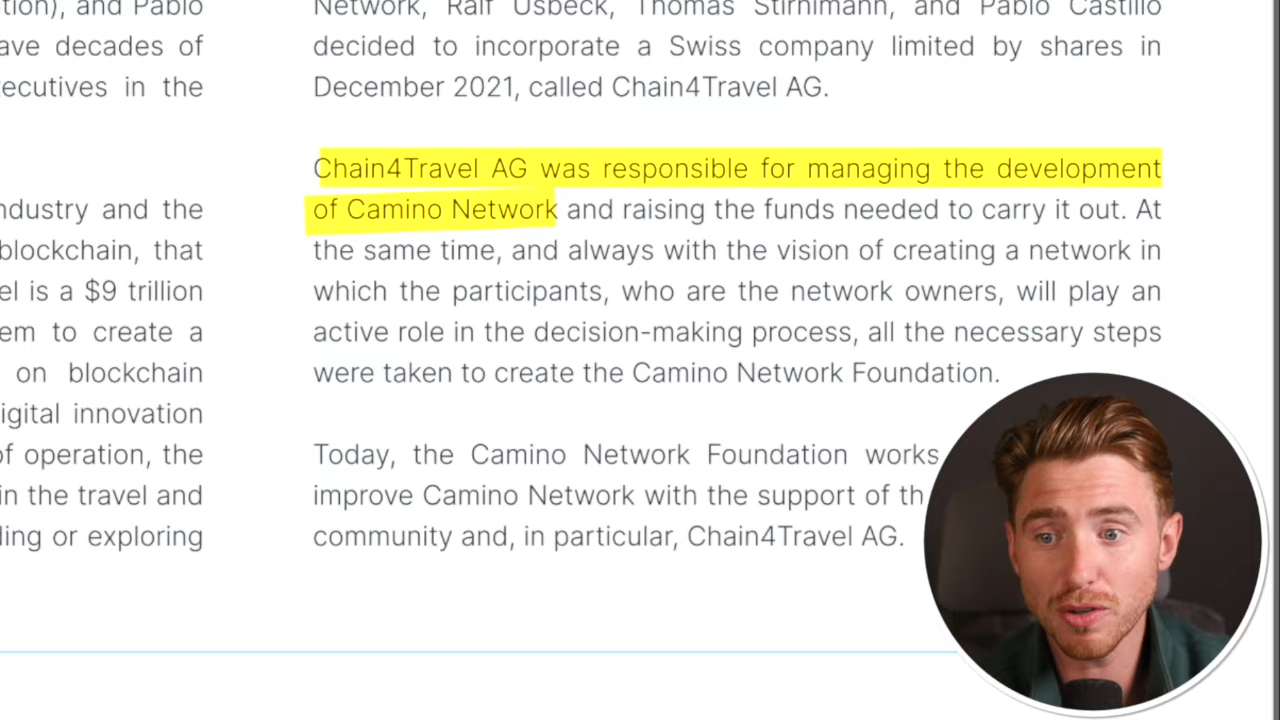 tion), and Pablo
ave decades of
ecutives in the
ndustry and the
blockchain, that
el is a $9 trillion
em to create a
on blockchain
igital innovation
of operation, the
in the travel and
ding or exploring
Network, Ralf Usbeck, Thomas Stirnimann, and Pablo Castillo
decided to incorporate a Swiss company limited by shares in
December 2021, called Chain4Travel AG.
Chain4Travel AG was responsible for managing the development
of Camino Network and raising the funds needed to carry it out. At
the same time, and always with the vision of creating a network in
which the participants, who are the network owners, will play an
active role in the decision-making process, all the necessary steps
were taken to create the Camino Network Foundation.
Today, the Camino Network Foundation works
improve Camino Network with the support of th
community and, in particular, Chain4Travel AG.